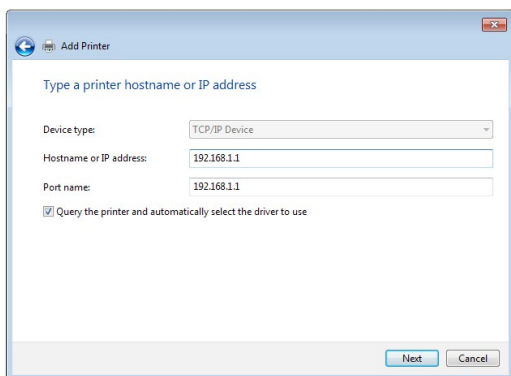 Add Printer
Type a printer hostname or IP address
Device type: TCP/IP Device
Hostname or IP address: 192.168.1.1
Port name: 192.168.1.1
Query the printer and automatically select the driver to use
Next Cancel